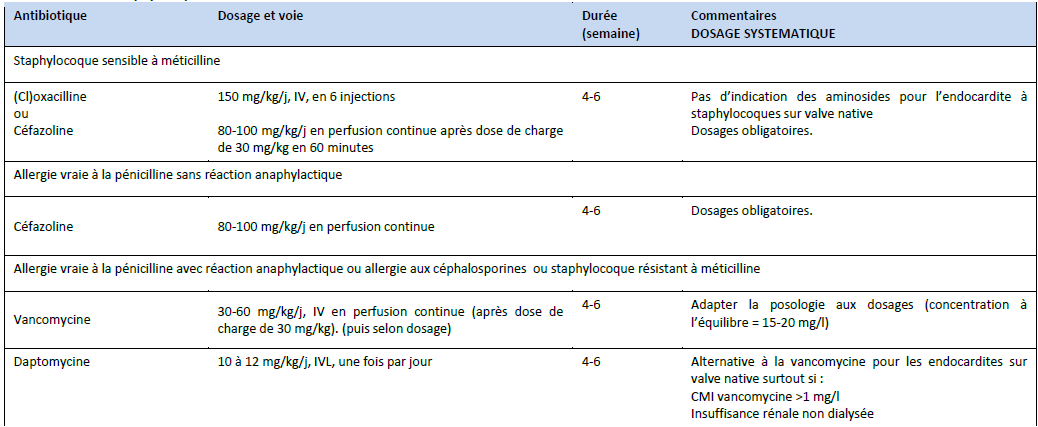 Antibiotique Dosage et voie Durée Commentaires
(semaine) DOSAGE SYSTEMATIQUE
Staphylocoque sensible à méticilline
(Cl)oxacilline 150 mg/kg/j, IV, en 6 injections 4-6 Pas d’indication des aminosides pour l’endocardite à
ou staphylocoques sur valve native
Céfazoline 80-100 mg/kg/j en perfusion continue après dose de charge Dosages obligatoires.
de 30 mg/kg en 60 minutes
Allergie vraie à la pénicilline sans réaction anaphylactique
4-6 Dosages obligatoires.
Céfazoline 80-100 mg/kg/j en perfusion continue
Allergie vraie à la pénicilline avec réaction anaphylactique ou allergie aux céphalosporines ou staphylocoque résistant à méticilline
Vancomycine 30-60 mg/kg/j, IV en perfusion continue (après dose de charge de 30 mg/kg). (puis selon dosage) 4-6 Adapter la posologie aux dosages (concentration à
l’équilibre = 15-20 mg/l)
Daptomycine 10 à 12 mg/kg/j, IVL, une fois par jour 4-6 Alternative à la vancomycine pour les endocardites sur
valve native surtout si :
CMI vancomycine >1 mg/l
Insuffisance rénale non dialysée